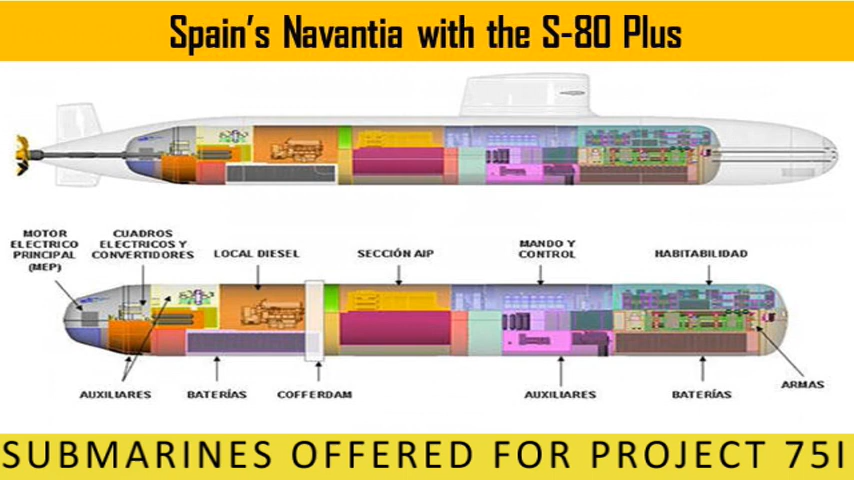 Spain's Navantia with the S-80 Plus
MOTOR
ELECTRICO
PRINCIPAL
(MEP)
CUADROS
ELECTRICOS Y
CONVERTIDORES
LOCAL DIESEL
SECCIÓN AIP
MANDO Y
CONTROL
HABITABILIDAD
AUXILIARES
BATERÍAS
COFFERDAM
AUXILIARES
BATERÍAS
ARMAS
SUBMARINES OFFERED FOR PROJECT 75I